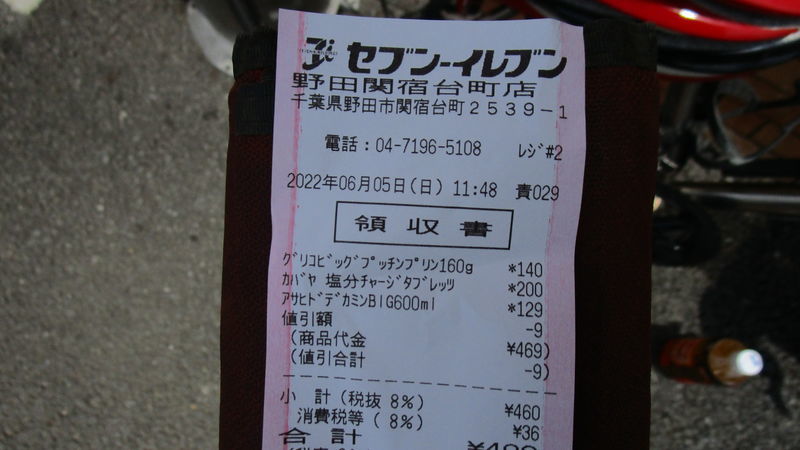 セブン-イレブン
野田関宿台町店
千葉県野田市関宿台町2539-1
電話:04-7196-5108 レジ#2
2022年06月05日(日) 11:48 責029
領収書
グリコビッグプッチンプリン160g *140
カバヤ 塩分チャージタブレッツ *200
アサヒドデカミンBIG600ml *129
値引額 -9
(商品代金 ¥469)
(値引合計 -9)
小計(税抜 8%) ¥460
消費税等( 8%) ¥36
合計